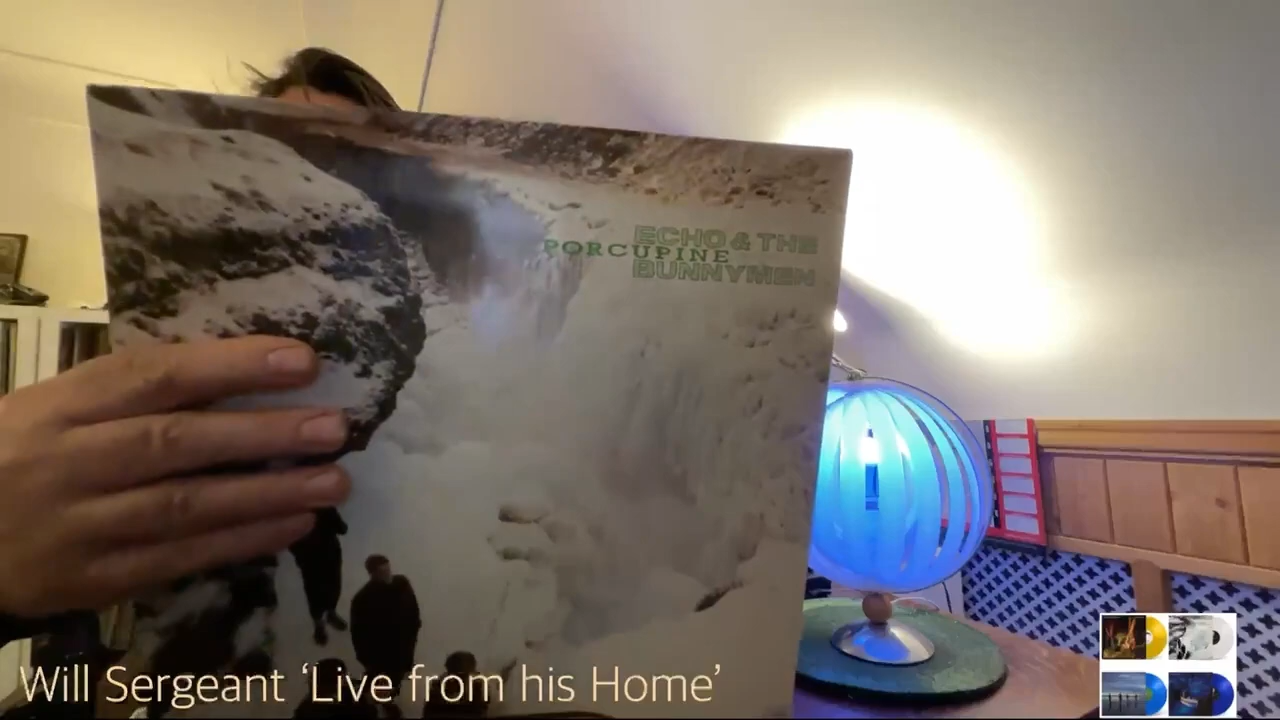 ECHO & THE
PORCUPINE
BUNNYMEN
Will Sergeant ‘Live from his Home’